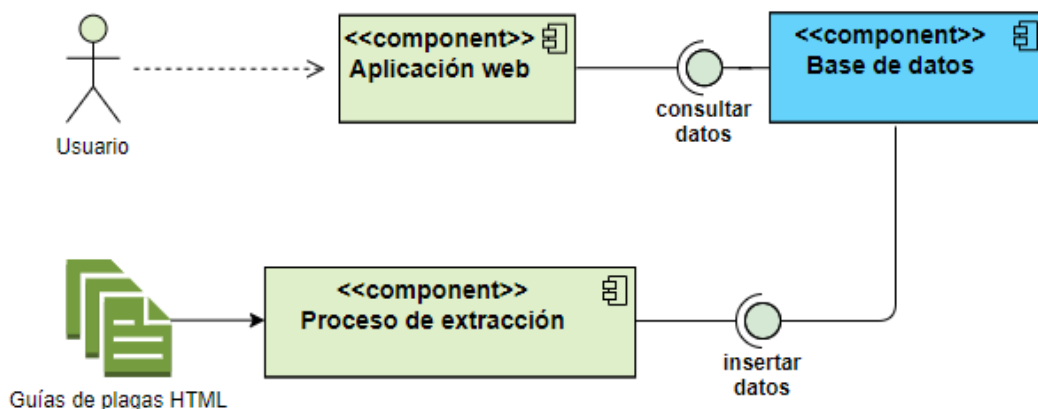 <<component>>
Aplicación web
<<component>>
Base de datos
consultar
datos
Usuario
<<component>>
Proceso de extracción
insertar
datos
Guías de plagas HTML